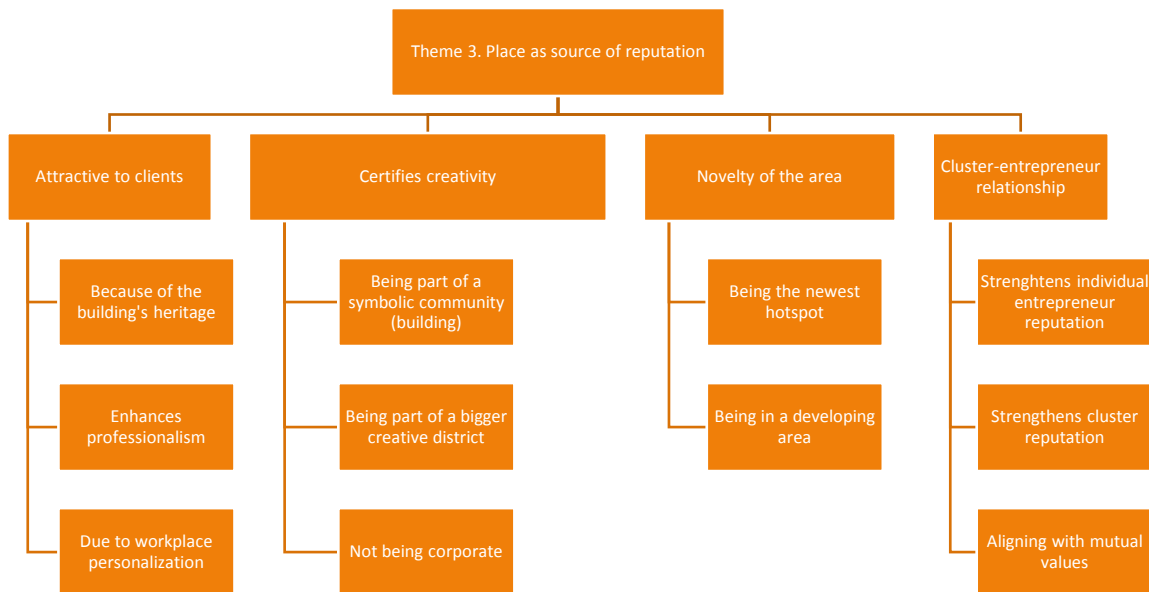 Theme 3. Place as source of reputation
Attractive to clients
Certifies creativity
Novelty of the area
Cluster-entrepreneur
relationship
Because of the
building's heritage
Enhances
professionalism
Due to workplace
personalization
Being part of a
symbolic community
(building)
Being part of a bigger
creative district
Not being corporate
Being the newest
hotspot
Being in a developing
area
Strenghtens individual
entrepreneur
reputation
Strengthens cluster
reputation
Aligning with mutual
values